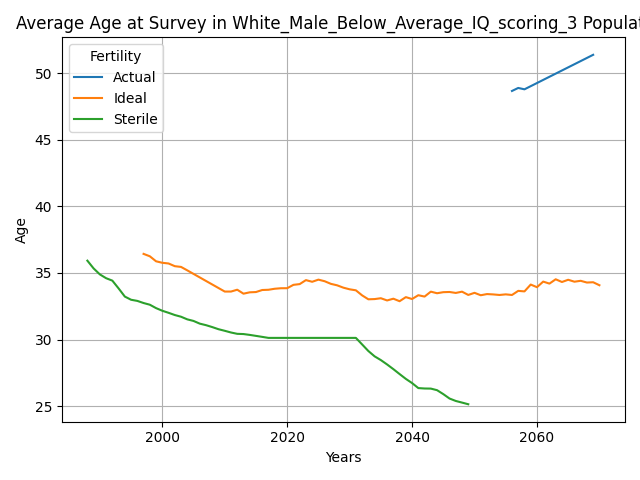 Average Age at Survey in White_Male_Below_Average_IQ_scoring_3 Populat
Fertility
Actual
Ideal
Sterile
50
45
40
35
30
25
Age
2000 2020 2040 2060
Years